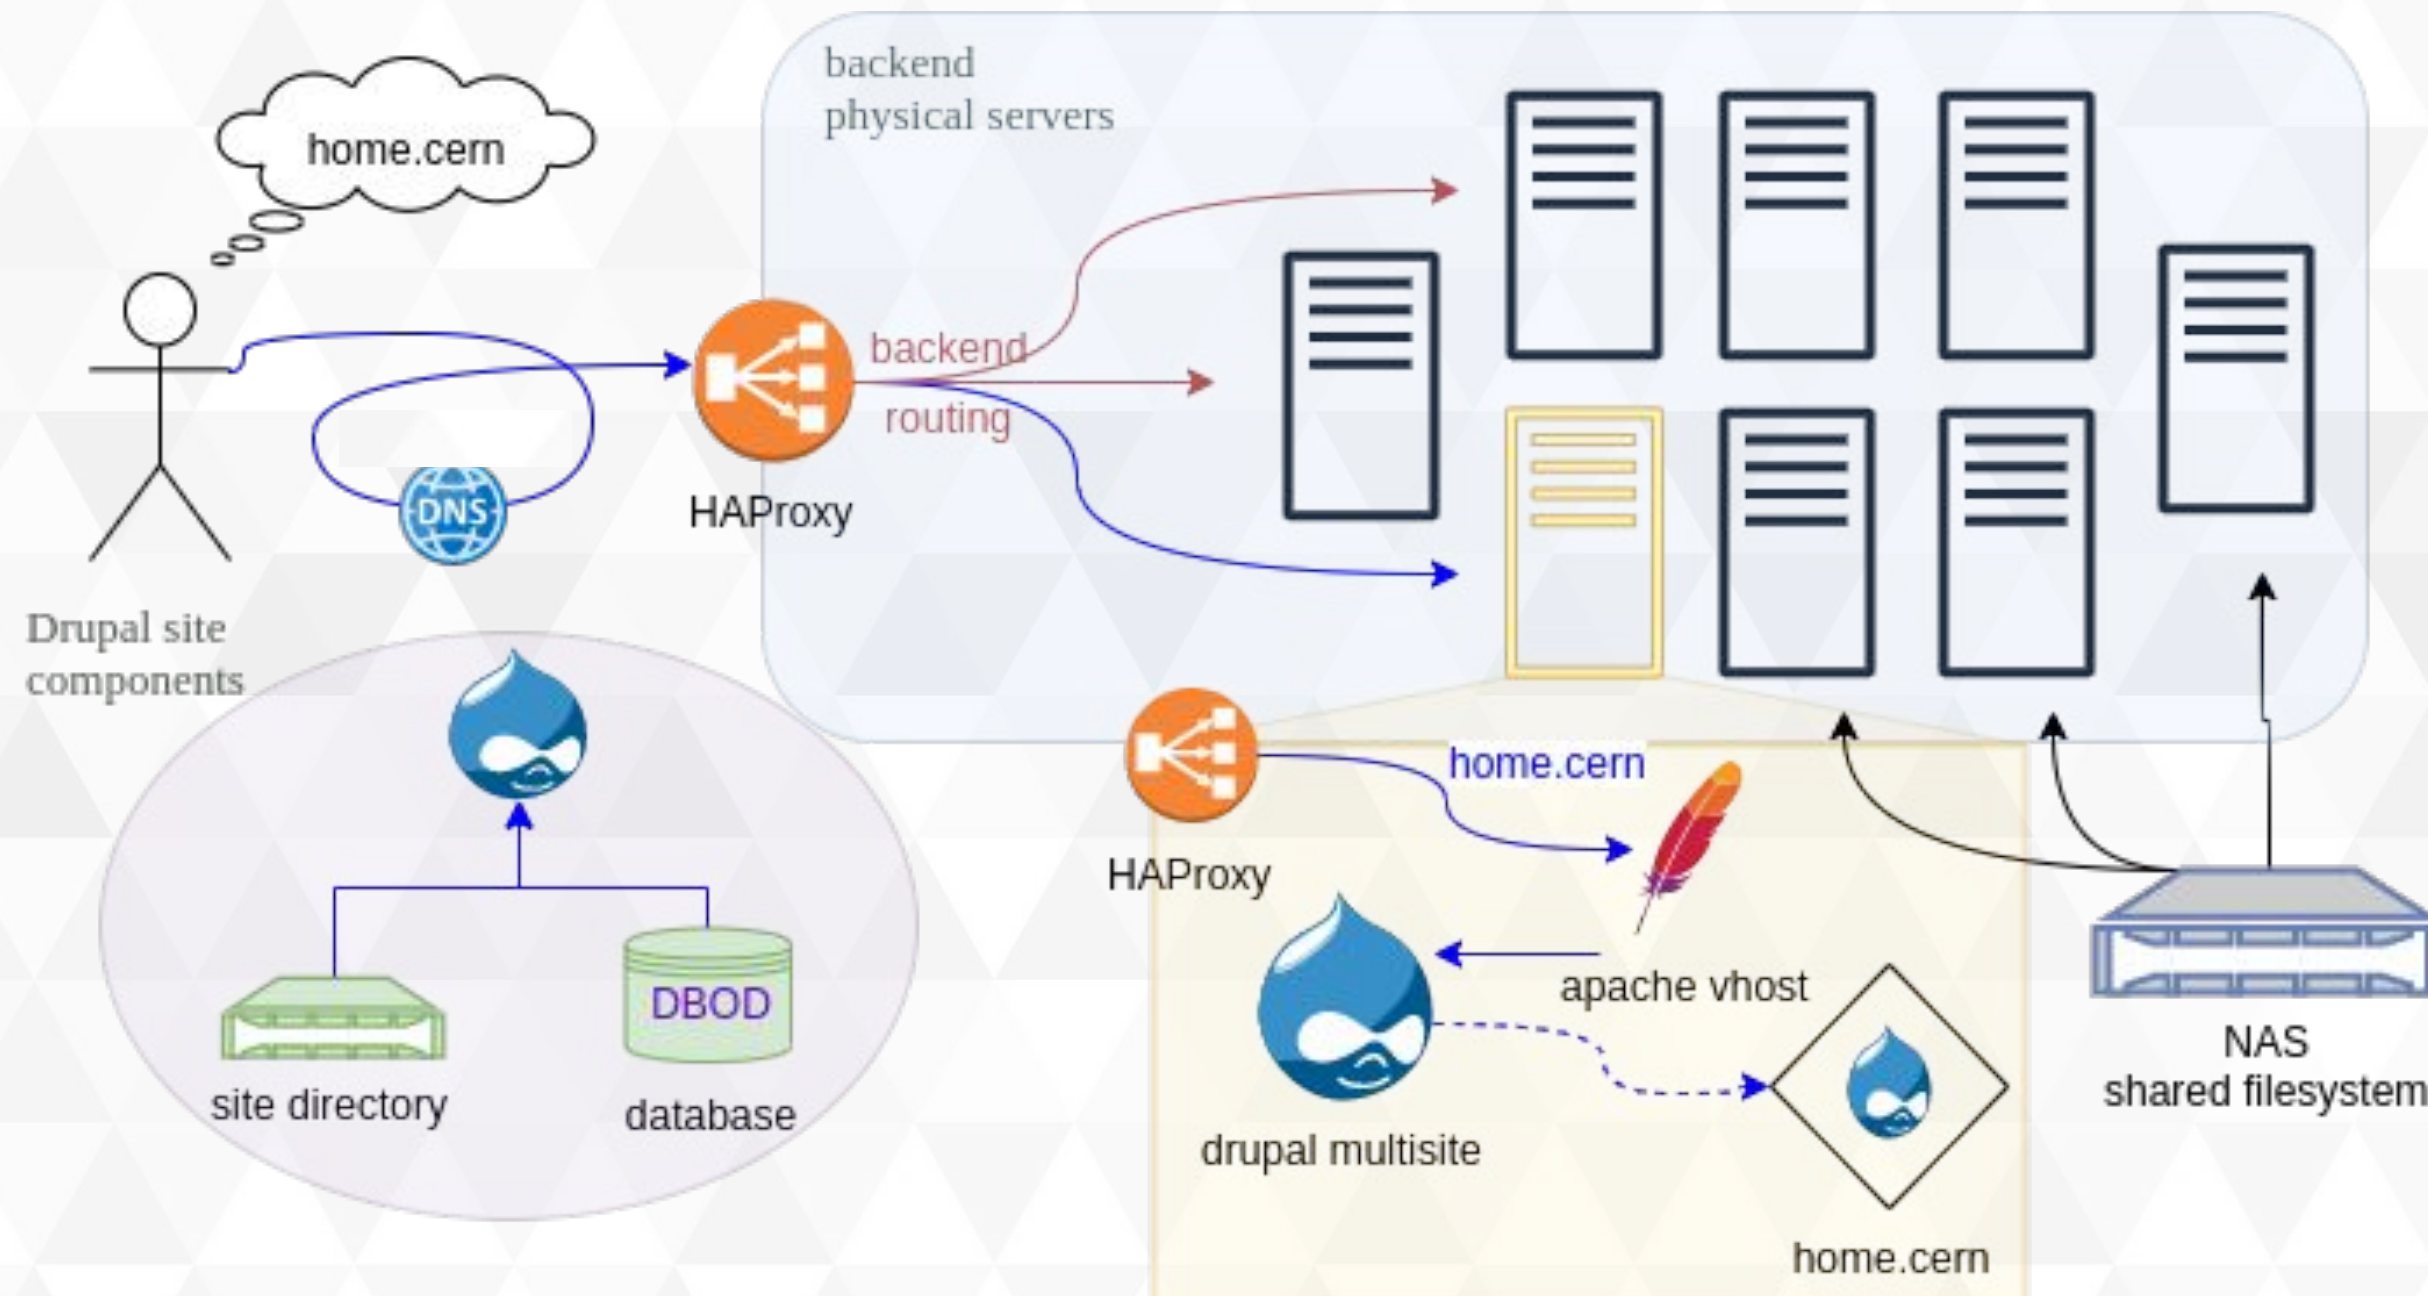 backend
physical servers
home.cern
backend
routing
DNS
HAProxy
Drupal site
components
home.cern
HAProxy
apache vhost
DBOD
site directory
database
drupal multisite
home.cern
NAS
shared filesystem